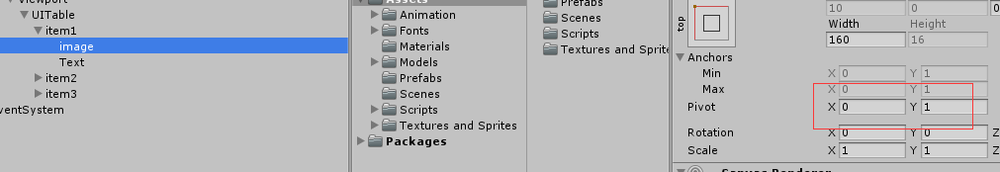 Viewport
UITable
item1
image
Text
item2
item3
ventSystem
Assets
Animation
Fonts
Materials
Models
Prefabs
Scenes
Scripts
Textures and Sprites
Packages
Prefabs
Scenes
Scripts
Textures and Sprite
top
10
0
0
Width
Height
160
16
Anchors
Min X 0 Y 1
Max X 0 Y 1
Pivot X 0 Y 1
Rotation X 0 Y 0 Z
Scale X 1 Y 1 Z
Canvas Renderer